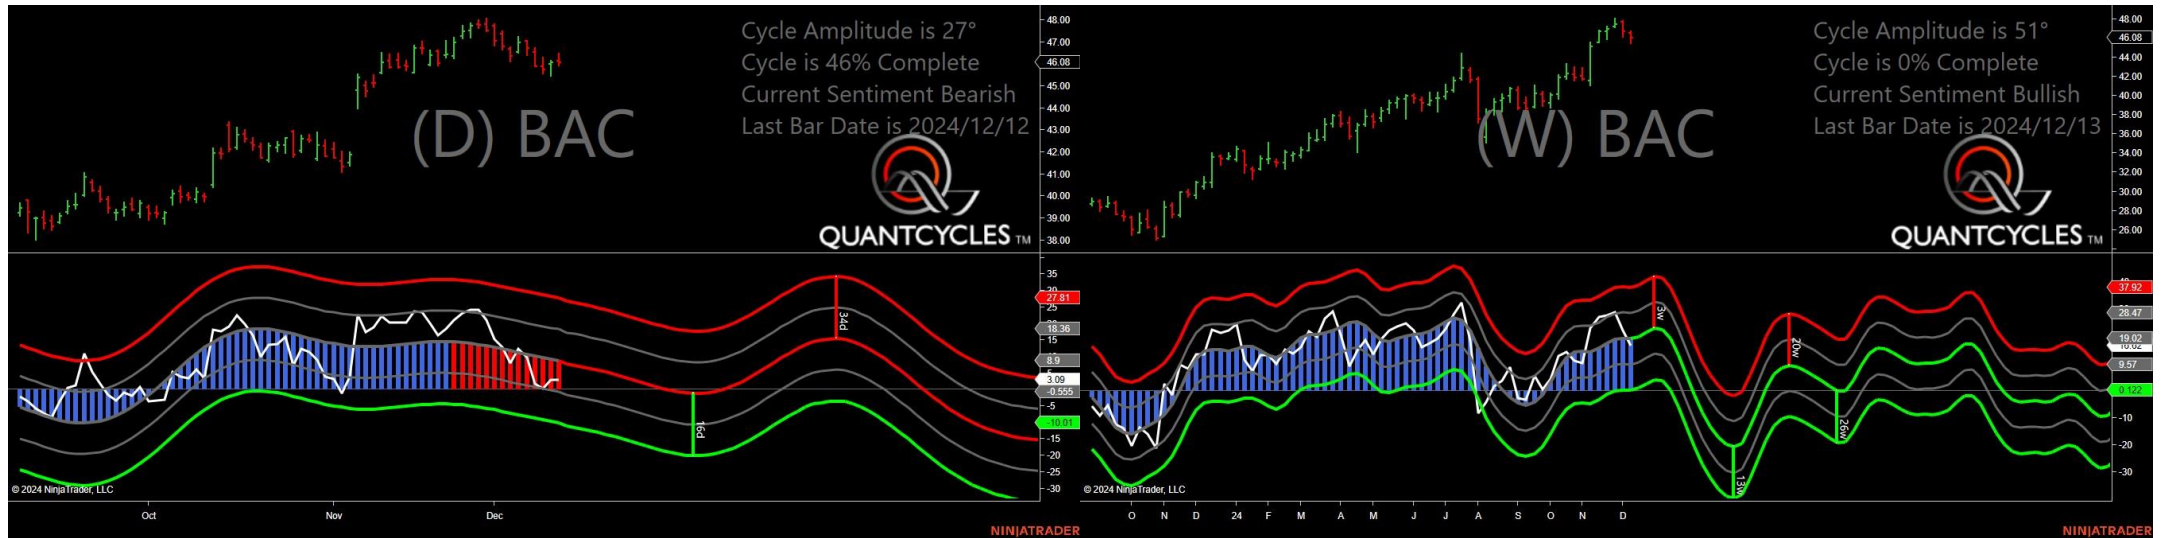 Cycle Amplitude is 27°
Cycle is 46% Complete
Current Sentiment Bearish
Last Bar Date is 2024/12/12
(D) BAC
QUANTCYCLES TM
48.00
47.00
46.08
45.00
44.00
43.00
42.00
41.00
40.00
39.00
38.00
35
27.81
25
18.36
15
8.9
3.09
-0.555
-5
-10.01
-15
-20
-25
-30
34d
16d
© 2024 NinjaTrader, LLC
Oct Nov Dec
NINJATRADER
Cycle Amplitude is 51°
Cycle is 0% Complete
Current Sentiment Bullish
Last Bar Date is 2024/12/13
(W) BAC
QUANTCYCLES TM
48.00
46.08
44.00
42.00
40.00
38.00
36.00
34.00
32.00
30.00
28.00
26.00
37.92
28.47
19.02
9.57
0.122
-10
-20
-30
3w
20w
13w
26w
© 2024 NinjaTrader, LLC
O N D 24 F M A M J J A S O N D
NINJATRADER